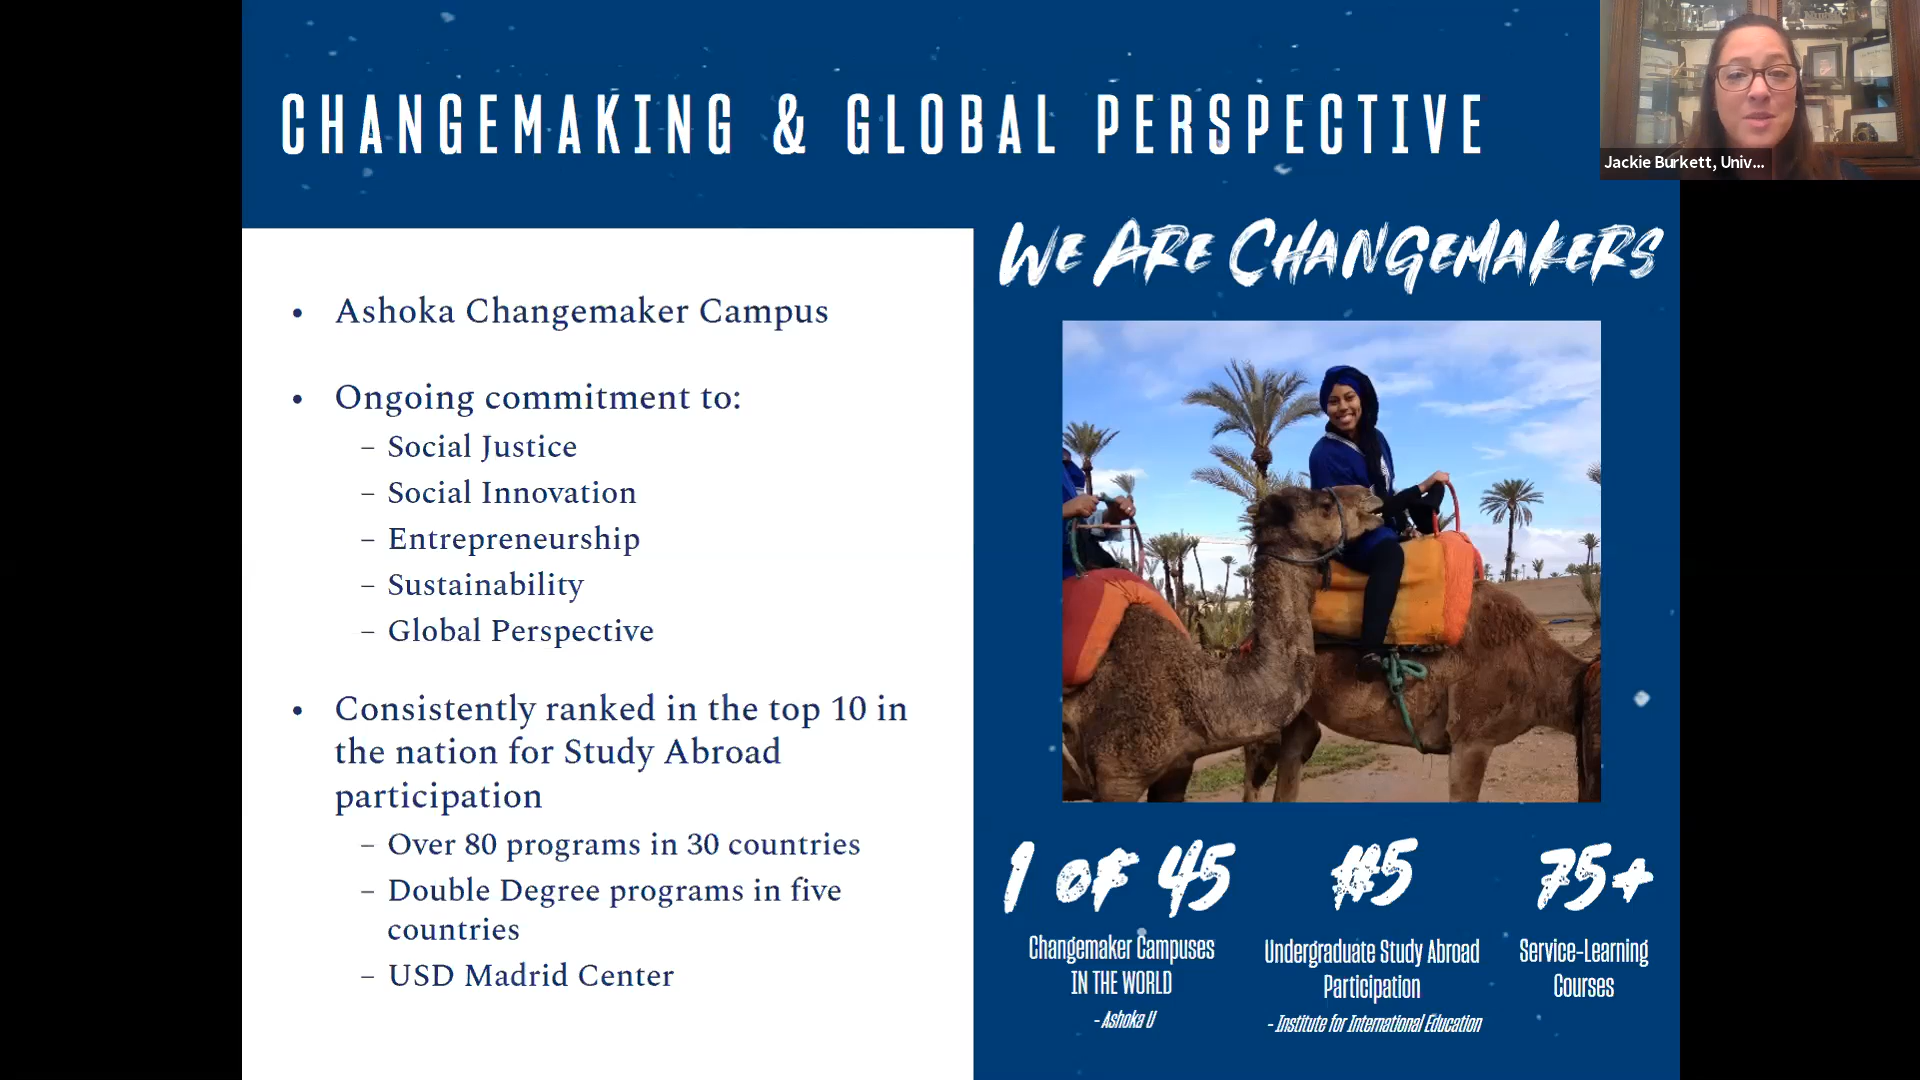 CHANGEMAKING & GLOBAL PERSPECTIVE
Jackie Burkett, Univ...
WE ARE CHANGEMAKERS
• Ashoka Changemaker Campus
• Ongoing commitment to:
– Social Justice
– Social Innovation
– Entrepreneurship
– Sustainability
– Global Perspective
• Consistently ranked in the top 10 in
the nation for Study Abroad
participation
– Over 80 programs in 30 countries
– Double Degree programs in five
countries
– USD Madrid Center
1 OF 45
Changemaker Campuses
IN THE WORLD
- Ashoka U
#5
Undergraduate Study Abroad
Participation
- Institute for International Education
75+
Service-Learning
Courses